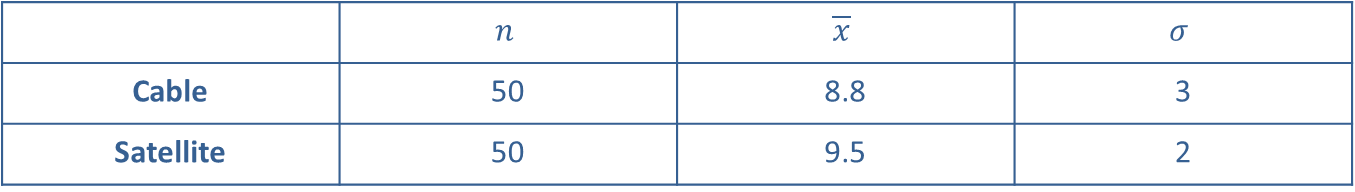 n x̄ σ
Cable 50 8.8 3
Satellite 50 9.5 2